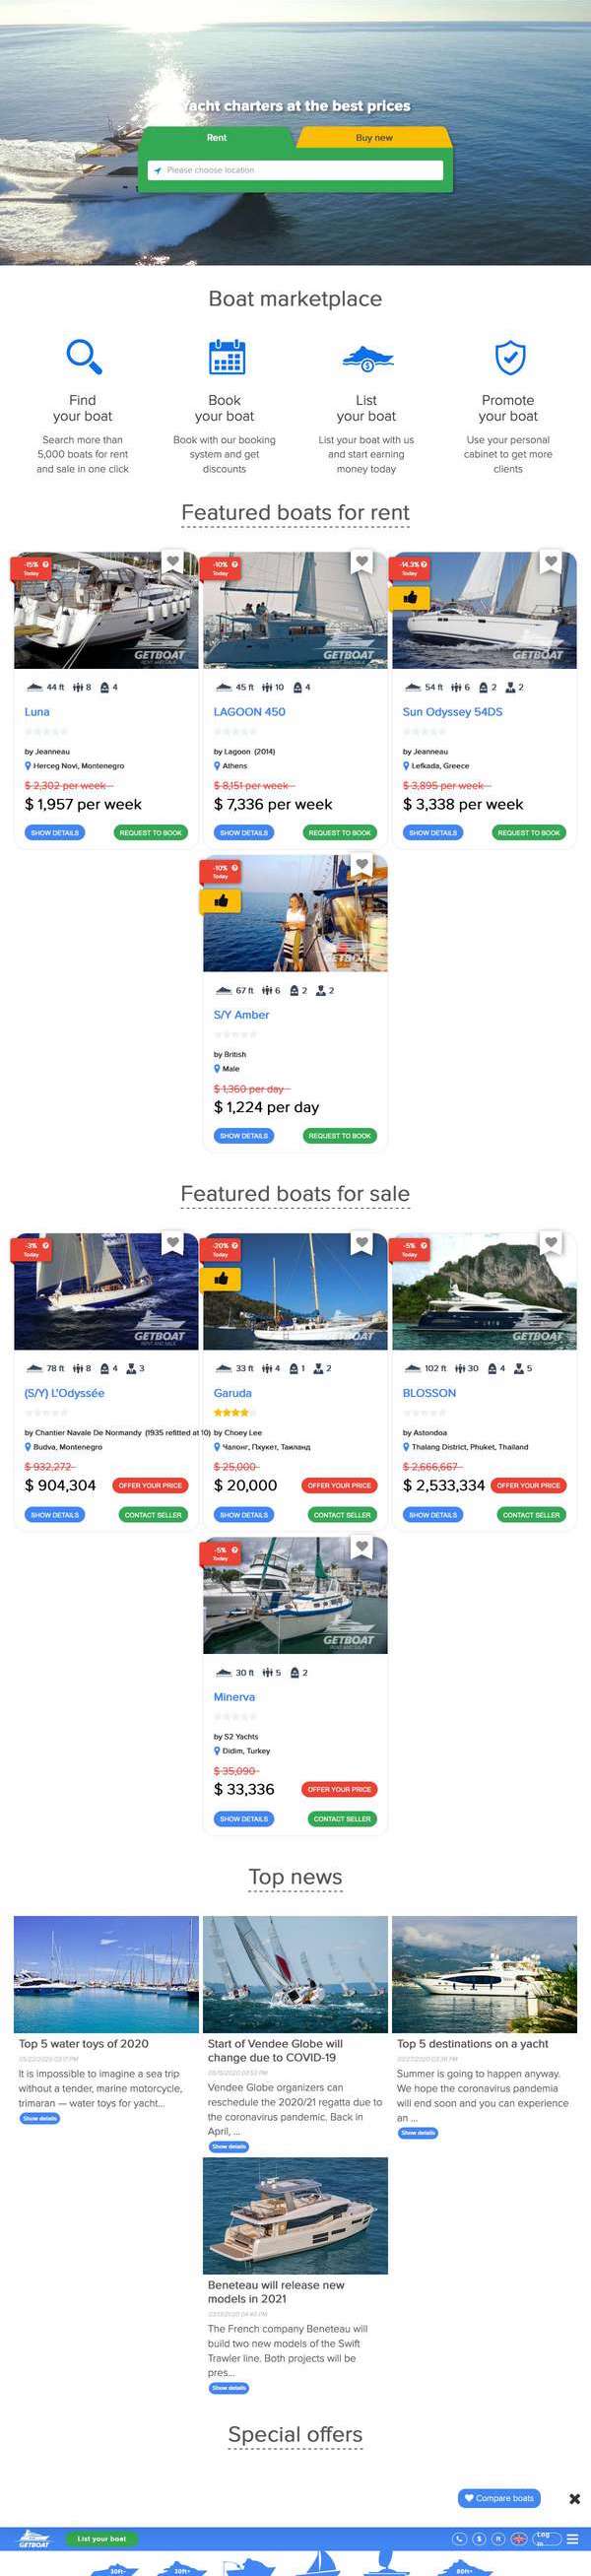 Yacht charters at the best prices
Rent
Buy new
Please choose location
Boat marketplace
Find
your boat
Search more than
5,000 boats for rent
and sale in one click
Book
your boat
Book with our booking
system and get
discounts
List
your boat
List your boat with us
and start earning
money today
Promote
your boat
Use your personal
cabinet to get more
clients
Featured boats for rent
-15%
Today
GETBOAT
44 ft 8 4
Luna
by Jeanneau
Herceg Novi, Montenegro
$ 2,302 per week
$ 1,957 per week
SHOW DETAILS REQUEST TO BOOK
-10%
Today
GETBOAT
45 ft 10 4
LAGOON 450
by Lagoon (2014)
Athens
$ 8,151 per week
$ 7,336 per week
SHOW DETAILS REQUEST TO BOOK
-14.3%
Today
GETBOAT
54 ft 6 2 2
Sun Odyssey 54DS
by Jeanneau
Lefkada, Greece
$ 3,895 per week
$ 3,338 per week
SHOW DETAILS REQUEST TO BOOK
-10%
Today
GETBOAT
67 ft 6 2 2
S/Y Amber
by British
Male
$ 1,360 per day
$ 1,224 per day
SHOW DETAILS REQUEST TO BOOK
Featured boats for sale
-3%
Today
GETBOAT
78 ft 8 4 3
(S/Y) L'Odyssée
by Chantier Navale De Normandy (1935 refitted at 10)
Budva, Montenegro
$ 932,272
$ 904,304 OFFER YOUR PRICE
SHOW DETAILS CONTACT SELLER
-20%
Today
GETBOAT
33 ft 4 1 2
Garuda
by Choey Lee
Чалонг, Пхукет, Таиланд
$ 25,000
$ 20,000 OFFER YOUR PRICE
SHOW DETAILS CONTACT SELLER
-5%
Today
GETBOAT
102 ft 30 4 5
BLOSSON
by Astondoa
Thalang District, Phuket, Thailand
$ 2,666,667
$ 2,533,334 OFFER YOUR PRICE
SHOW DETAILS CONTACT SELLER
-5%
Today
GETBOAT
30 ft 5 2
Minerva
by S2 Yachts
Didim, Turkey
$ 35,090
$ 33,336 OFFER YOUR PRICE
SHOW DETAILS CONTACT SELLER
Top news
Top 5 water toys of 2020
It is impossible to imagine a sea trip
without a tender, marine motorcycle,
trimaran — water toys for yacht...
Show details
Start of Vendee Globe will
change due to COVID-19
Vendee Globe organizers can
reschedule the 2020/21 regatta due to
the coronavirus pandemic. Back in
April, ...
Show details
Top 5 destinations on a yacht
Summer is going to happen anyway.
We hope the coronavirus pandemia
will end soon and you can experience
an ...
Show details
Beneteau will release new
models in 2021
The French company Beneteau will
build two new models of the Swift
Trawler line. Both projects will be
pres...
Show details
Special offers
Compare boats
GETBOAT
List your boat
$ ft Log in
30ft+ 30ft+ 80ft+